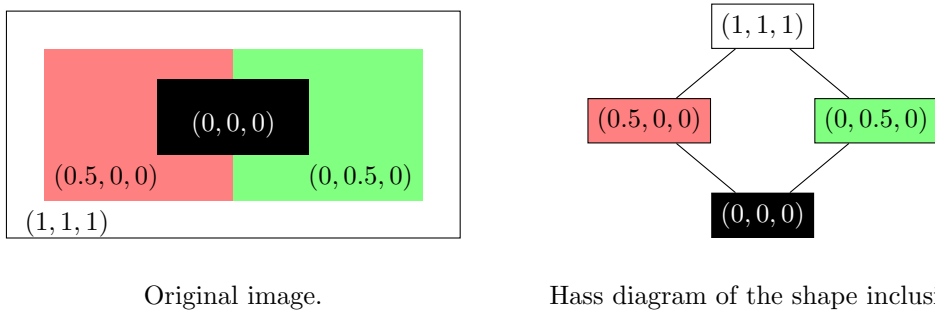 (0, 0, 0)
(0.5, 0, 0)
(0, 0.5, 0)
(1, 1, 1)
Original image.
(1, 1, 1)
(0.5, 0, 0)
(0, 0.5, 0)
(0, 0, 0)
Hass diagram of the shape